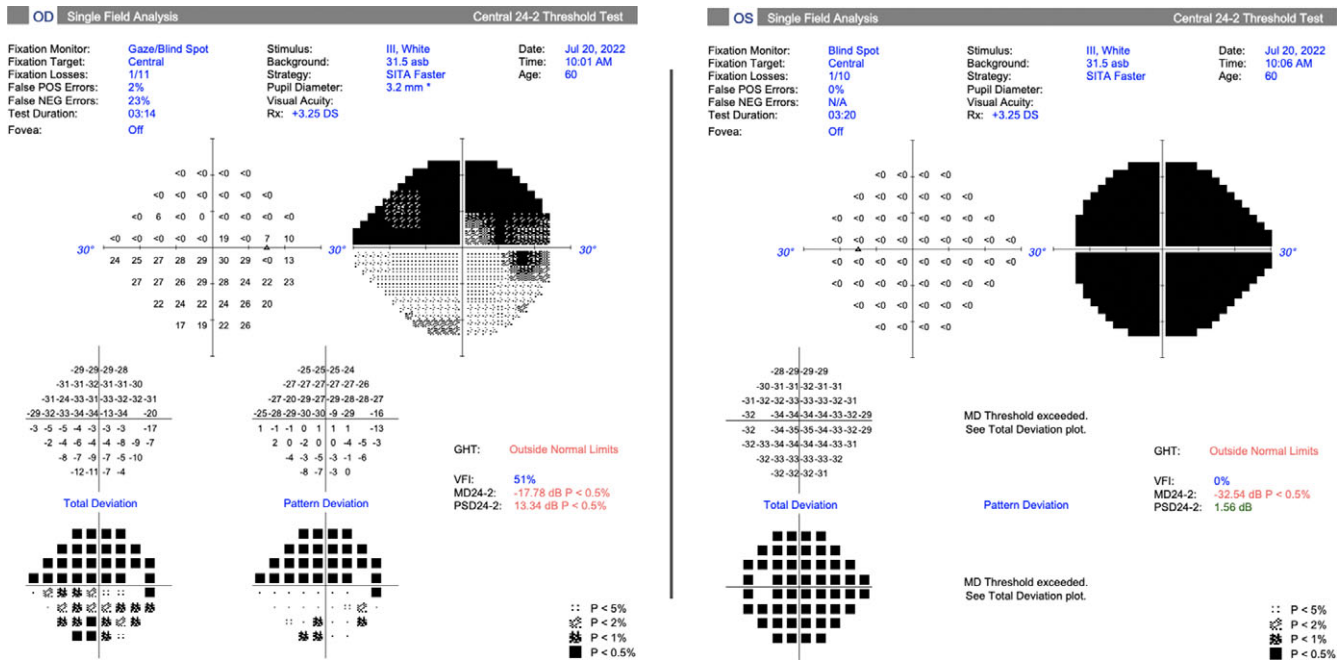 OD Single Field Analysis Central 24-2 Threshold Test
Fixation Monitor: Gaze/Blind Spot Stimulus: III, White Date: Jul 20, 2022
Fixation Target: Central Background: 31.5 asb Time: 10:01 AM
Fixation Losses: 1/11 Strategy: SITA Faster Age: 60
False POS Errors: 2% Pupil Diameter: 3.2 mm *
False NEG Errors: 23% Visual Acuity:
Test Duration: 03:14 Rx: +3.25 DS
Fovea: Off
<0 <0 <0 <0
<0 <0 <0 <0 <0 <0
<0 6 <0 0 <0 <0 <0 <0
<0 <0 <0 <0 19 <0 7 10
30° 30°
24 25 27 28 29 30 29 <0 13
27 27 26 29 28 24 22 23
22 24 22 24 26 20
17 19 22 26
-29 -29 -29 -28
-31 -31 -32 -31 -31 -30
-31 -24 -33 -31 -33 -32 -32 -31
-29 -32 -33 -34 -34 -13 -34 -20
-3 -5 -5 -4 -3 -3 -3 -17
-2 -4 -6 -4 -4 -8 -9 -7
-8 -7 -9 -7 -5 -10
-12 -11 -7 -4
Total Deviation
-25 -25 -25 -24
-27 -27 -27 -27 -27 -26
-27 -20 -29 -27 -29 -28 -28 -27
-25 -28 -29 -30 -30 -9 -29 -16
1 -1 -1 0 1 1 1 -13
2 0 -2 0 0 -4 -5 -3
-4 -3 -5 -3 -1 -6
-8 -7 -3 0
Pattern Deviation
GHT: Outside Normal Limits
VFI: 51%
MD24-2: -17.78 dB P < 0.5%
PSD24-2: 13.34 dB P < 0.5%
P < 5%
P < 2%
P < 1%
P < 0.5%
OS Single Field Analysis Central 24-2 Threshold Test
Fixation Monitor: Blind Spot Stimulus: III, White Date: Jul 20, 2022
Fixation Target: Central Background: 31.5 asb Time: 10:06 AM
Fixation Losses: 1/10 Strategy: SITA Faster Age: 60
False POS Errors: 0% Pupil Diameter:
False NEG Errors: N/A Visual Acuity:
Test Duration: 03:20 Rx: +3.25 DS
Fovea: Off
<0 <0 <0 <0
<0 <0 <0 <0 <0 <0
<0 <0 <0 <0 <0 <0 <0 <0
<0 <0 <0 <0 <0 <0 <0 <0 <0
30° 30°
<0 <0 <0 <0 <0 <0 <0 <0 <0
<0 <0 <0 <0 <0 <0 <0 <0
<0 <0 <0 <0 <0 <0
<0 <0 <0 <0
-28 -29 -29 -29
-30 -31 -31 -32 -31 -31
-31 -32 -32 -33 -33 -33 -32 -31
-32 -34 -34 -34 -34 -33 -32 -29
-32 -34 -35 -35 -34 -33 -32 -29
-32 -33 -34 -34 -34 -34 -33 -31
-32 -33 -33 -33 -33 -32
-32 -32 -32 -31
Total Deviation
MD Threshold exceeded.
See Total Deviation plot.
Pattern Deviation
MD Threshold exceeded.
See Total Deviation plot.
GHT: Outside Normal Limits
VFI: 0%
MD24-2: -32.54 dB P < 0.5%
PSD24-2: 1.56 dB
P < 5%
P < 2%
P < 1%
P < 0.5%